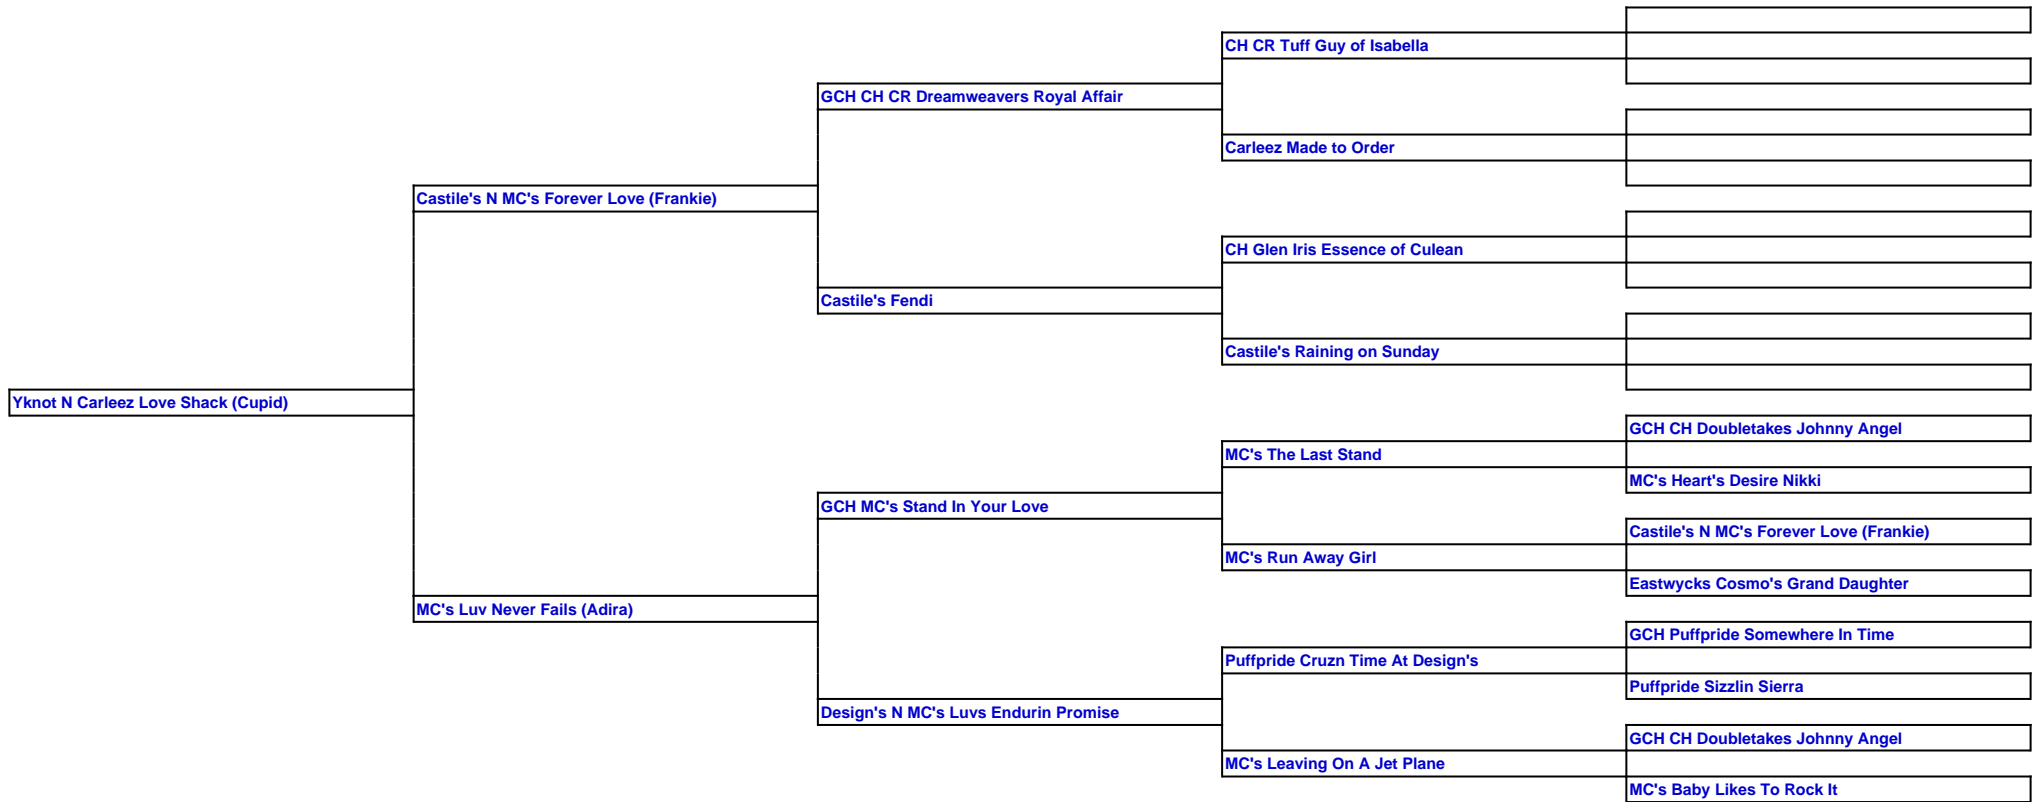 CH CR Tuff Guy of Isabella
GCH CH CR Dreamweavers Royal Affair
Carleez Made to Order
Castile's N MC's Forever Love (Frankie)
CH Glen Iris Essence of Culean
Castile's Fendi
Castile's Raining on Sunday
Yknot N Carleez Love Shack (Cupid)
GCH CH Doubletakes Johnny Angel
MC's The Last Stand
MC's Heart's Desire Nikki
GCH MC's Stand In Your Love
Castile's N MC's Forever Love (Frankie)
MC's Run Away Girl
Eastwycks Cosmo's Grand Daughter
MC's Luv Never Fails (Adira)
GCH Puffpride Somewhere In Time
Puffpride Cruzn Time At Design's
Puffpride Sizzlin Sierra
Design's N MC's Luvs Endurin Promise
GCH CH Doubletakes Johnny Angel
MC's Leaving On A Jet Plane
MC's Baby Likes To Rock It